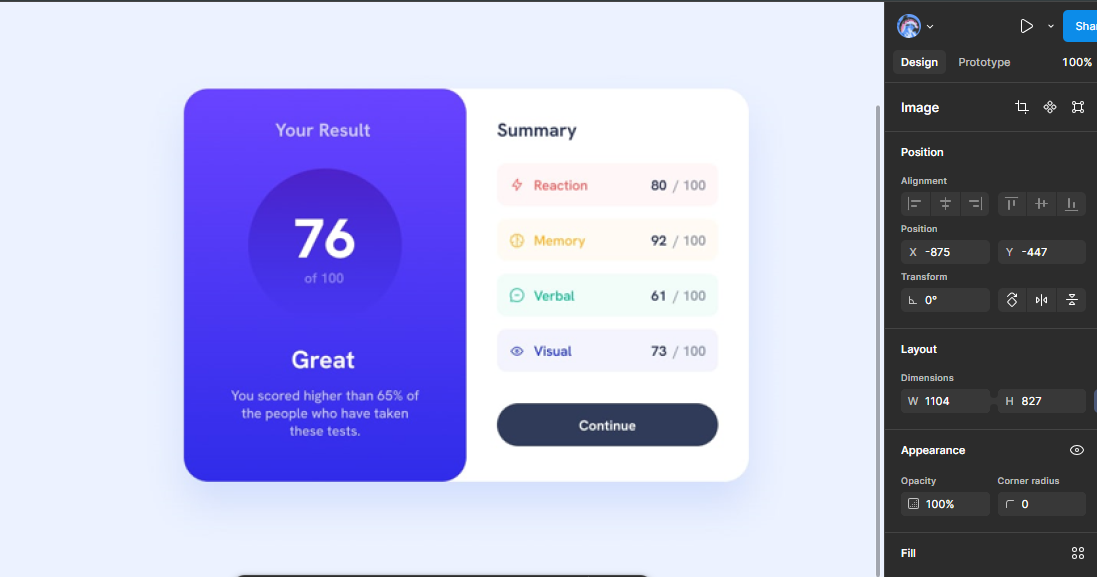 Your Result
76
of 100
Great
You scored higher than 65% of
the people who have taken
these tests.
Summary
Reaction 80 / 100
Memory 92 / 100
Verbal 61 / 100
Visual 73 / 100
Continue
Design Prototype 100%
Image
Position
Alignment
Position
X -875 Y -447
Transform
0°
Layout
Dimensions
W 1104 H 827
Appearance
Opacity Corner radius
100% 0
Fill